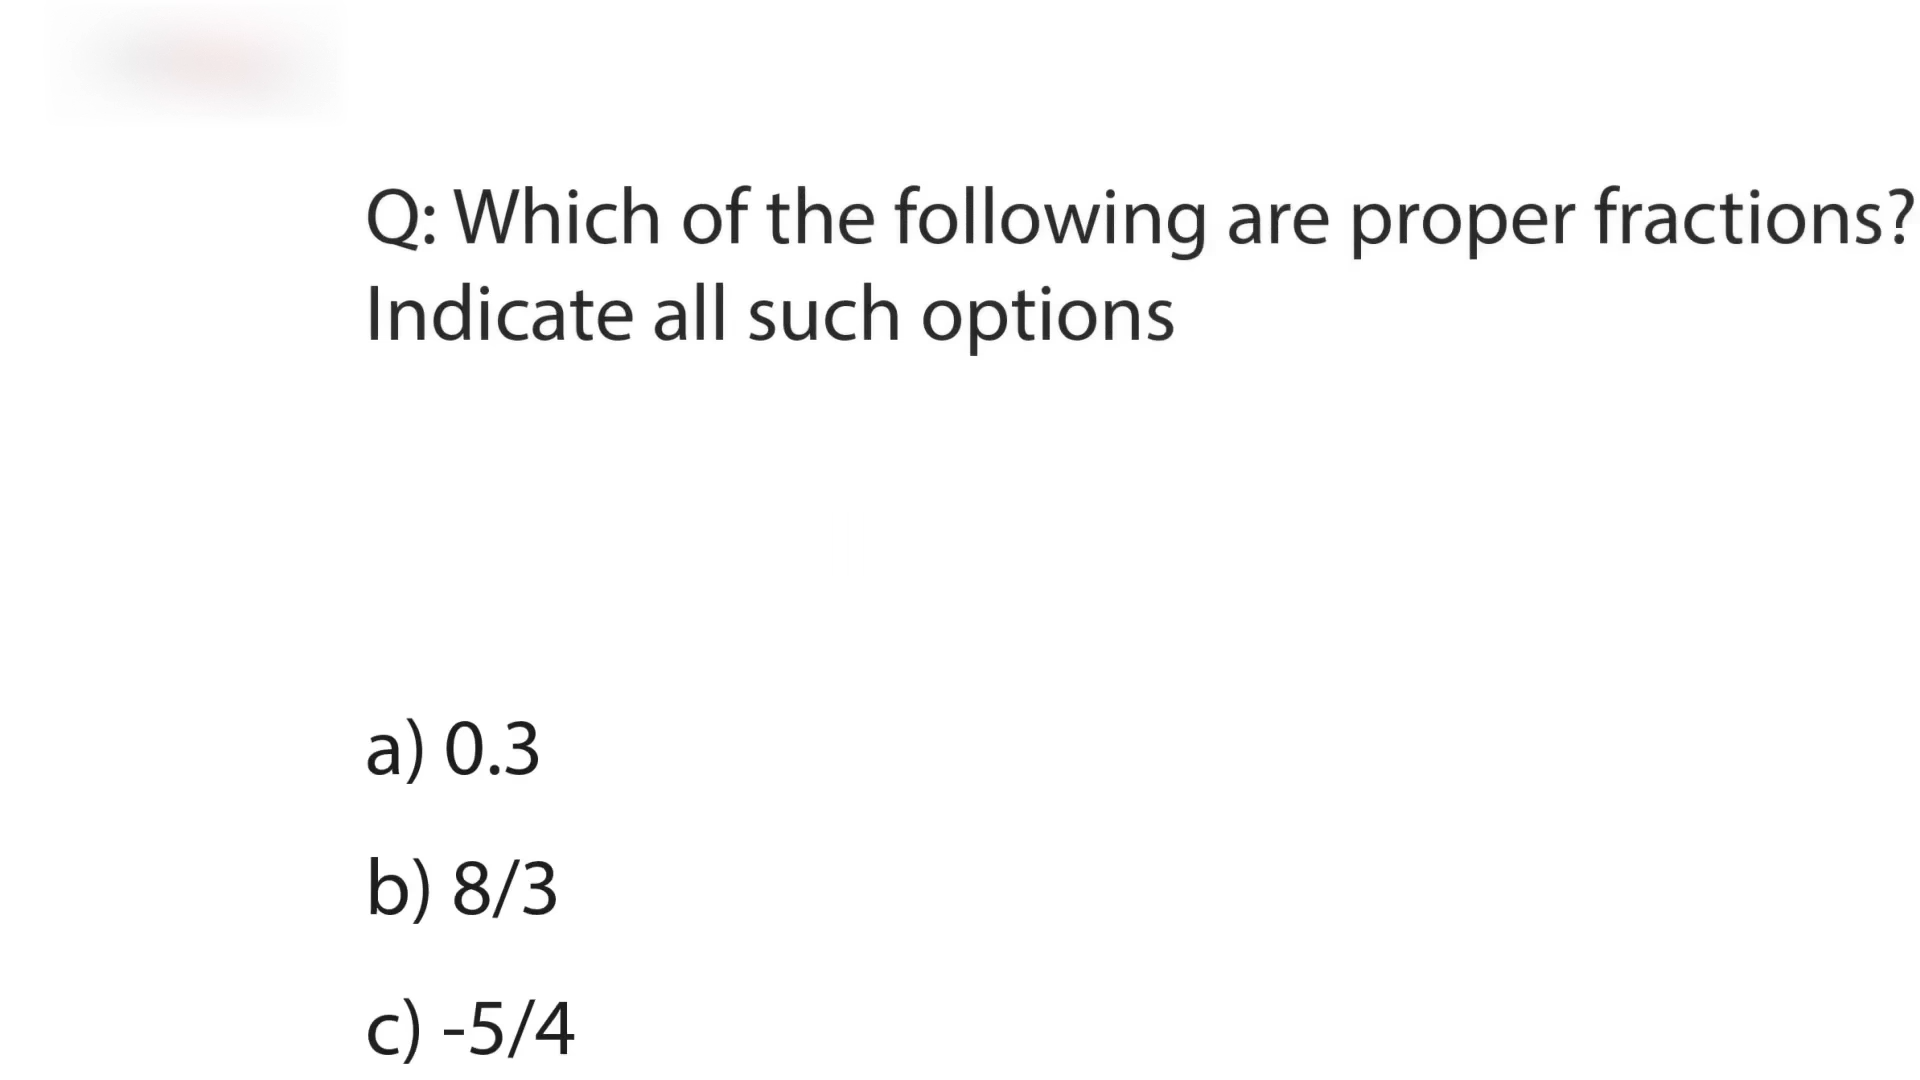 Q: Which of the following are proper fractions?
Indicate all such options
a) 0.3
b) 8/3
c) -5/4